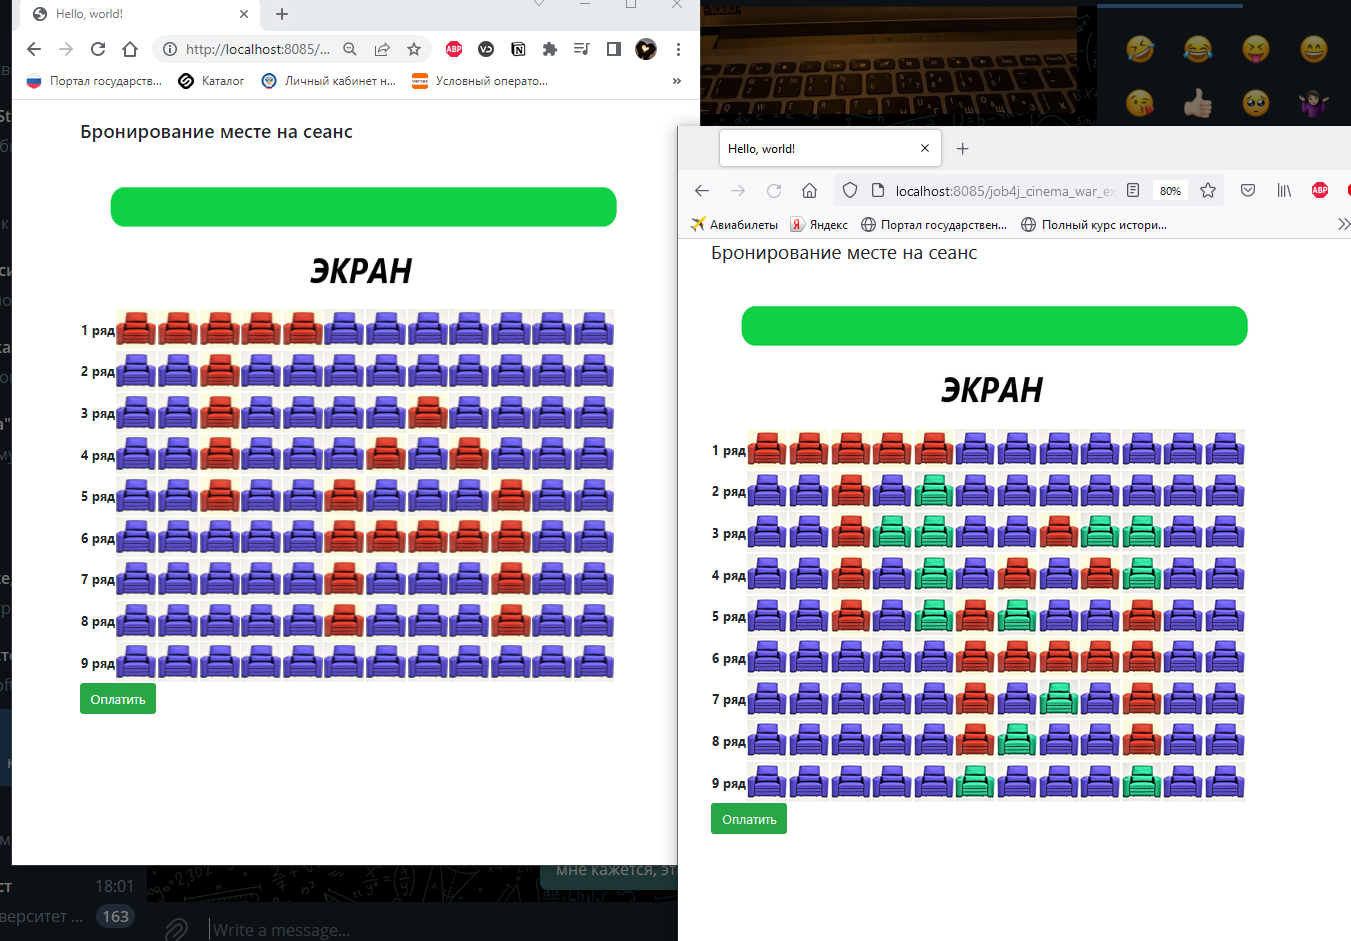 Hello, world!
http://localhost:8085/...
ABP
Портал государств...
Каталог
Личный кабинет н...
Условный операто...
»
Бронирование месте на сеанс
ЭКРАН
1 ряд
2 ряд
3 ряд
4 ряд
5 ряд
6 ряд
7 ряд
8 ряд
9 ряд
Оплатить
Hello, world!
localhost:8085/job4j_cinema_war_ex
80%
ABP
Авиабилеты
Яндекс
Портал государственн...
Полный курс истори...
Бронирование месте на сеанс
ЭКРАН
1 ряд
2 ряд
3 ряд
4 ряд
5 ряд
6 ряд
7 ряд
8 ряд
9 ряд
Оплатить
мне кажется, эт
18:01
163
Write a message...